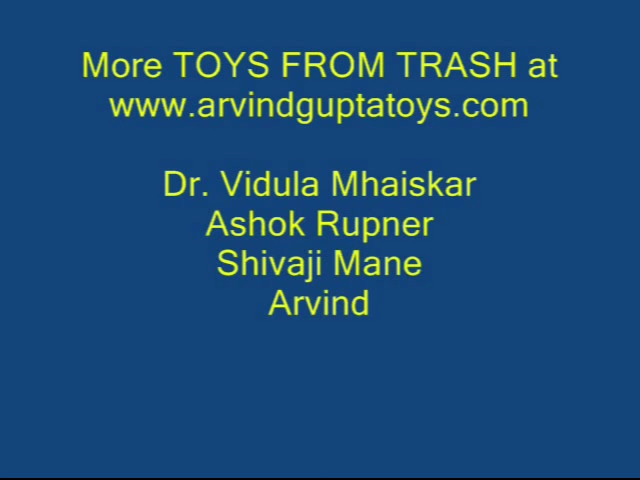 More TOYS FROM TRASH at
www.arvindguptatoys.com
Dr. Vidula Mhaiskar
Ashok Rupner
Shivaji Mane
Arvind